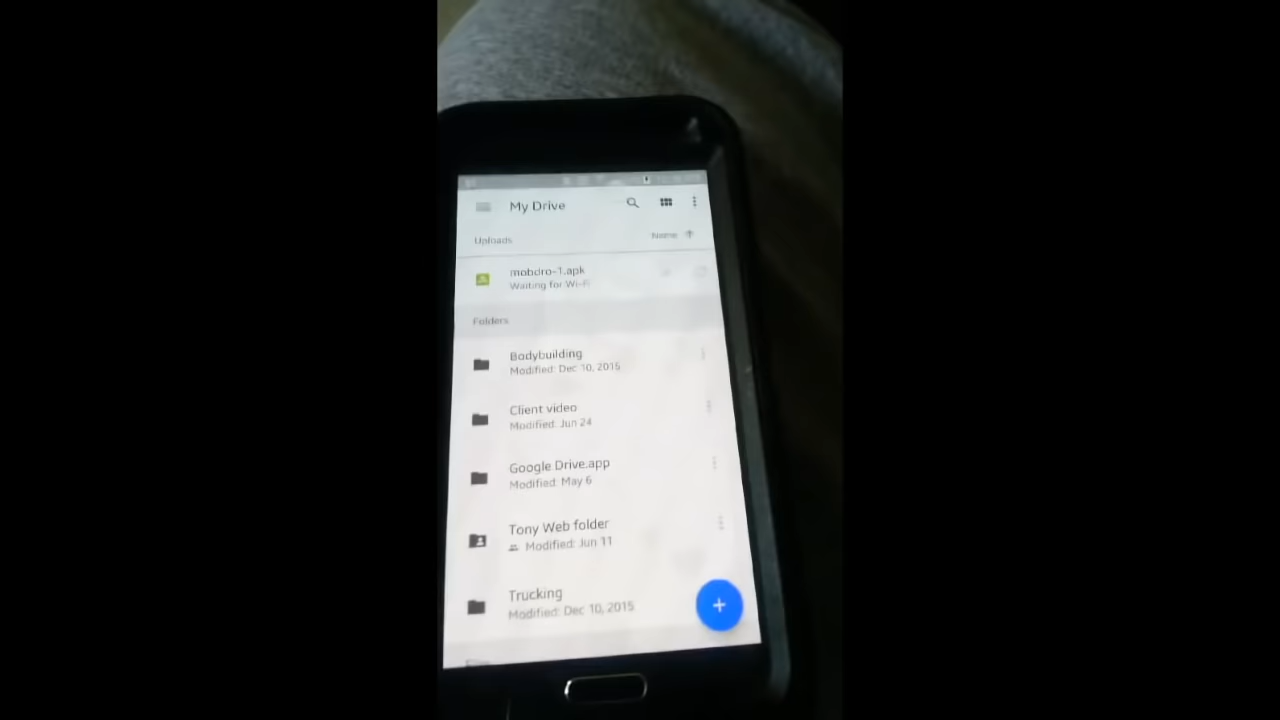 My Drive
Uploads
Name
mobdro-1.apk
Waiting for Wi-Fi
Folders
Bodybuilding
Modified: Dec 10, 2015
Client video
Modified: Jun 24
Google Drive.app
Modified: May 6
Tony Web folder
Modified: Jun 11
Trucking
Modified: Dec 10, 2015